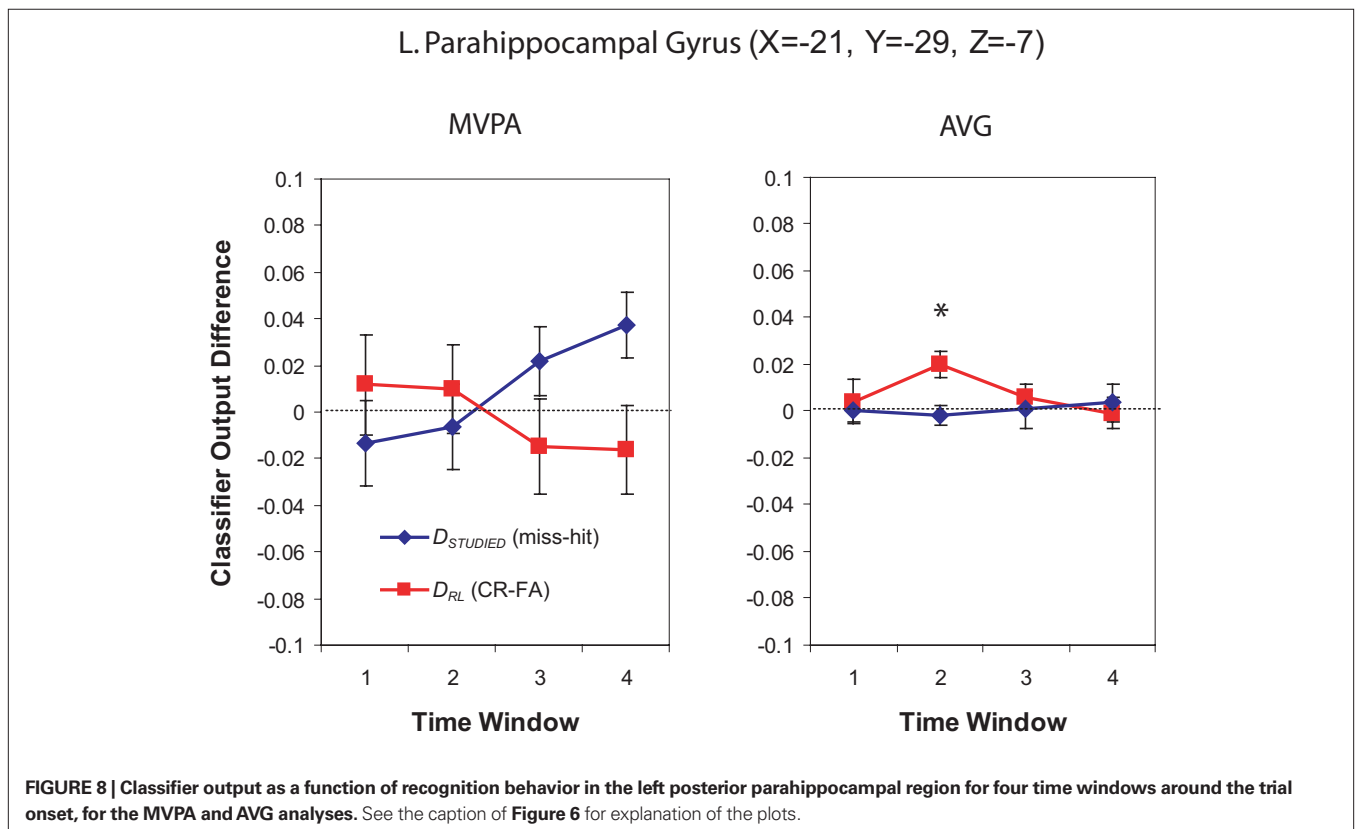 L. Parahippocampal Gyrus (X=-21, Y=-29, Z=-7)
MVPA
AVG
Classifier Output Difference
0.1
0.08
0.06
0.04
0.02
0
-0.02
-0.04
-0.06
-0.08
-0.1
D STUDIED (miss-hit)
D RL (CR-FA)
1 2 3 4
Time Window
0.1
0.08
0.06
0.04
0.02
0
-0.02
-0.04
-0.06
-0.08
-0.1
*
1 2 3 4
Time Window
FIGURE 8 | Classifier output as a function of recognition behavior in the left posterior parahippocampal region for four time windows around the trial
onset, for the MVPA and AVG analyses. See the caption of Figure 6 for explanation of the plots.